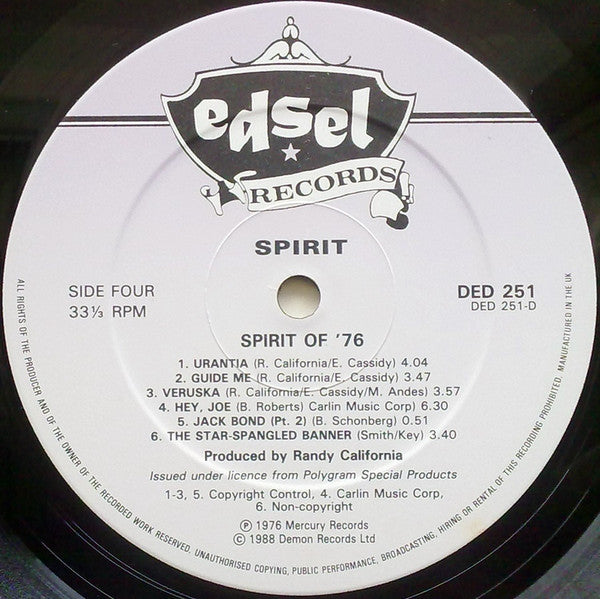 edsel
RECORDS
SPIRIT
SIDE FOUR
33⅓ RPM
DED 251
DED 251-D
SPIRIT OF '76
1. URANTIA (R. California/E. Cassidy) 4.04
2. GUIDE ME (R. California/E. Cassidy) 3.47
3. VERUSKA (R. California/E. Cassidy/M. Andes) 3.57
4. HEY, JOE (B. Roberts) Carlin Music Corp) 6.30
5. JACK BOND (Pt. 2) (B. Schonberg) 0.51
6. THE STAR-SPANGLED BANNER (Smith/Key) 3.40
Produced by Randy California
Issued under licence from Polygram Special Products
1-3, 5. Copyright Control, 4. Carlin Music Corp,
6. Non-copyright
Ⓟ 1976 Mercury Records
© 1988 Demon Records Ltd
ALL RIGHTS OF THE PRODUCER AND OF THE OWNER OF THE RECORDED WORK RESERVED. UNAUTHORISED COPYING, PUBLIC PERFORMANCE, BROADCASTING, HIRING OR RENTAL OF THIS RECORDING PROHIBITED. MANUFACTURED IN THE UK